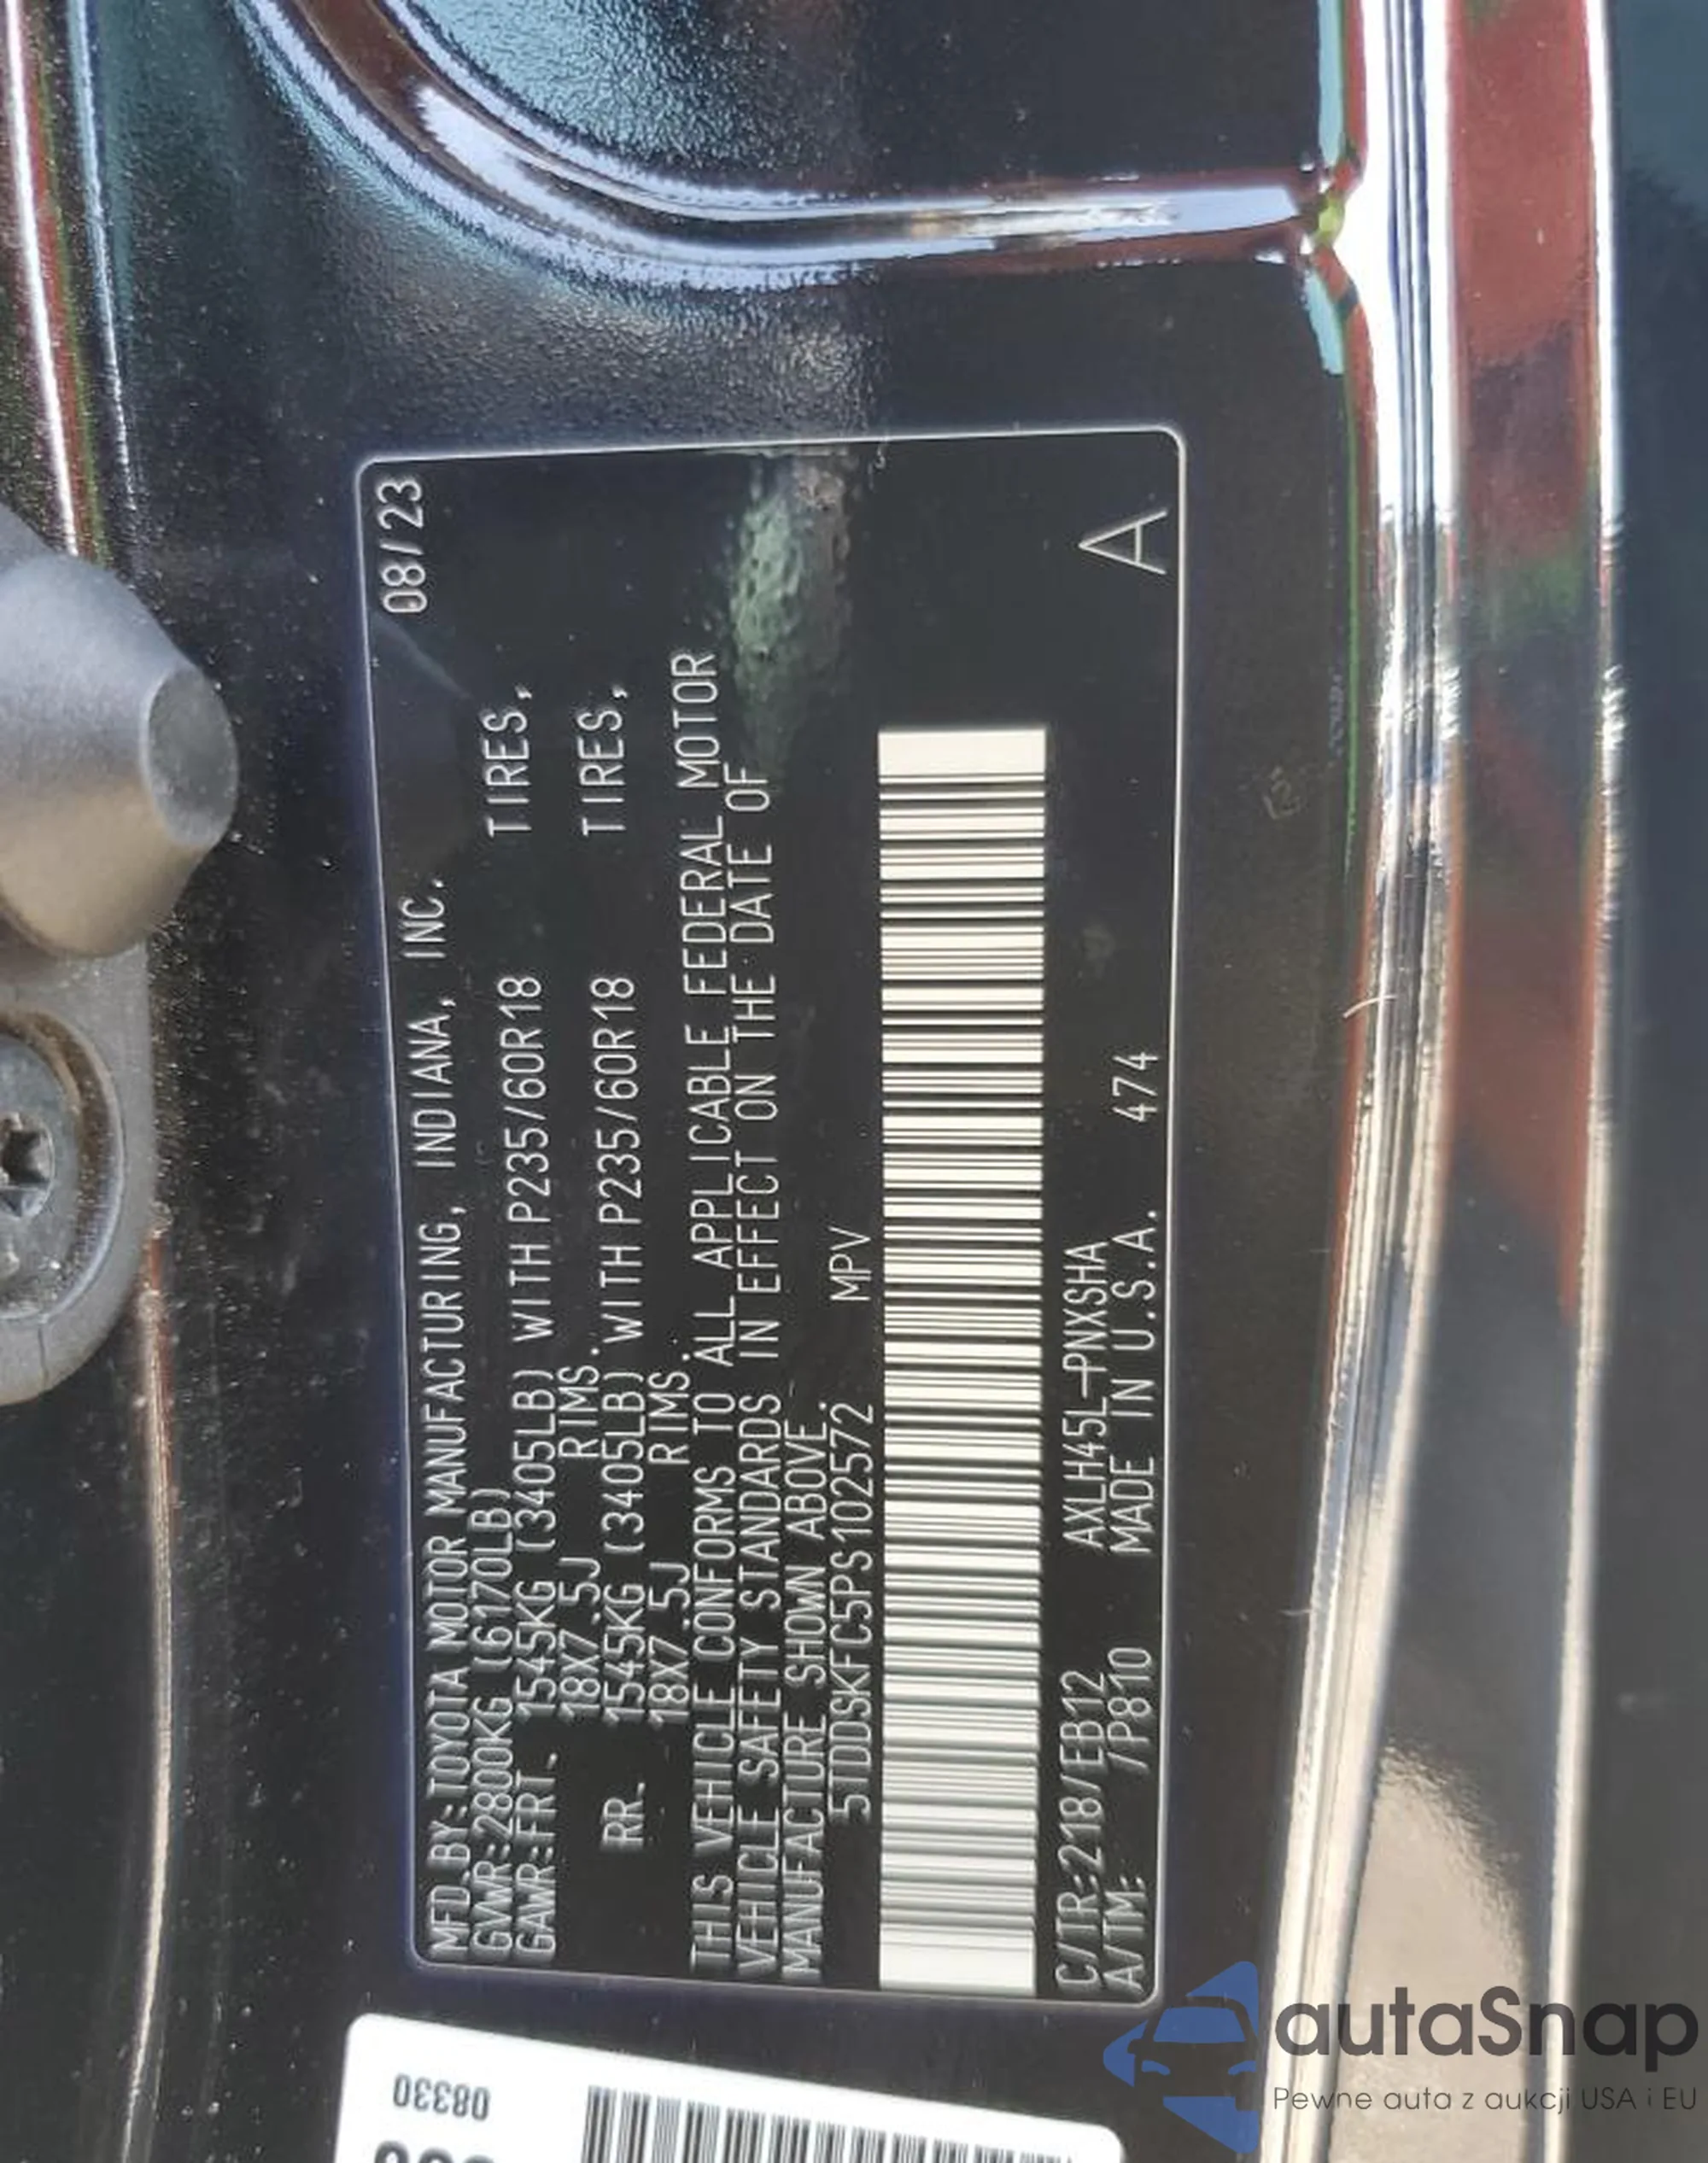 MFD.BY:TOYOTA MOTOR MANUFACTURING, INDIANA, INC. 08/23
GVWR:2800KG (6170LB)
GAWR:FRT. 1545KG (3405LB) WITH P235/60R18 TIRES,
18X7.5J RIMS.
RR. 1545KG (3405LB) WITH P235/60R18 TIRES,
18X7.5J RIMS.
THIS VEHICLE CONFORMS TO ALL APPLICABLE FEDERAL MOTOR
VEHICLE SAFETY STANDARDS IN EFFECT ON THE DATE OF
MANUFACTURE SHOWN ABOVE.
5TDDSKFC5PS102572 MPV
C/TR:218/EB12 AXLH45L-PNXSHA
A/TM: /P810 MADE IN U.S.A. 474
A
08330
autaSnap
Pewne auta z aukcji USA i EU